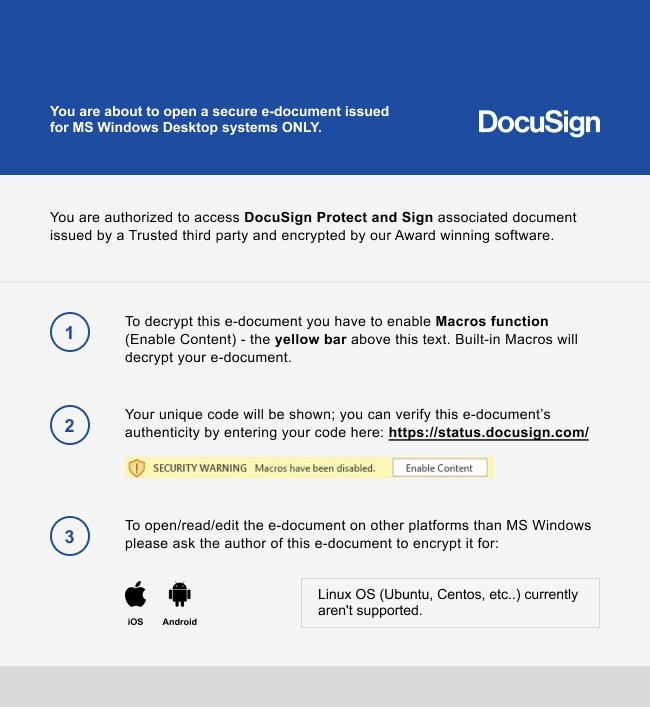 You are about to open a secure e-document issued
for MS Windows Desktop systems ONLY.
DocuSign
You are authorized to access DocuSign Protect and Sign associated document
issued by a Trusted third party and encrypted by our Award winning software.
1
To decrypt this e-document you have to enable Macros function
(Enable Content) - the yellow bar above this text. Built-in Macros will
decrypt your e-document.
2
Your unique code will be shown; you can verify this e-document's
authenticity by entering your code here: https://status.docusign.com/
SECURITY WARNING Macros have been disabled. Enable Content
3
To open/read/edit the e-document on other platforms than MS Windows
please ask the author of this e-document to encrypt it for:
iOS Android
Linux OS (Ubuntu, Centos, etc..) currently
aren't supported.